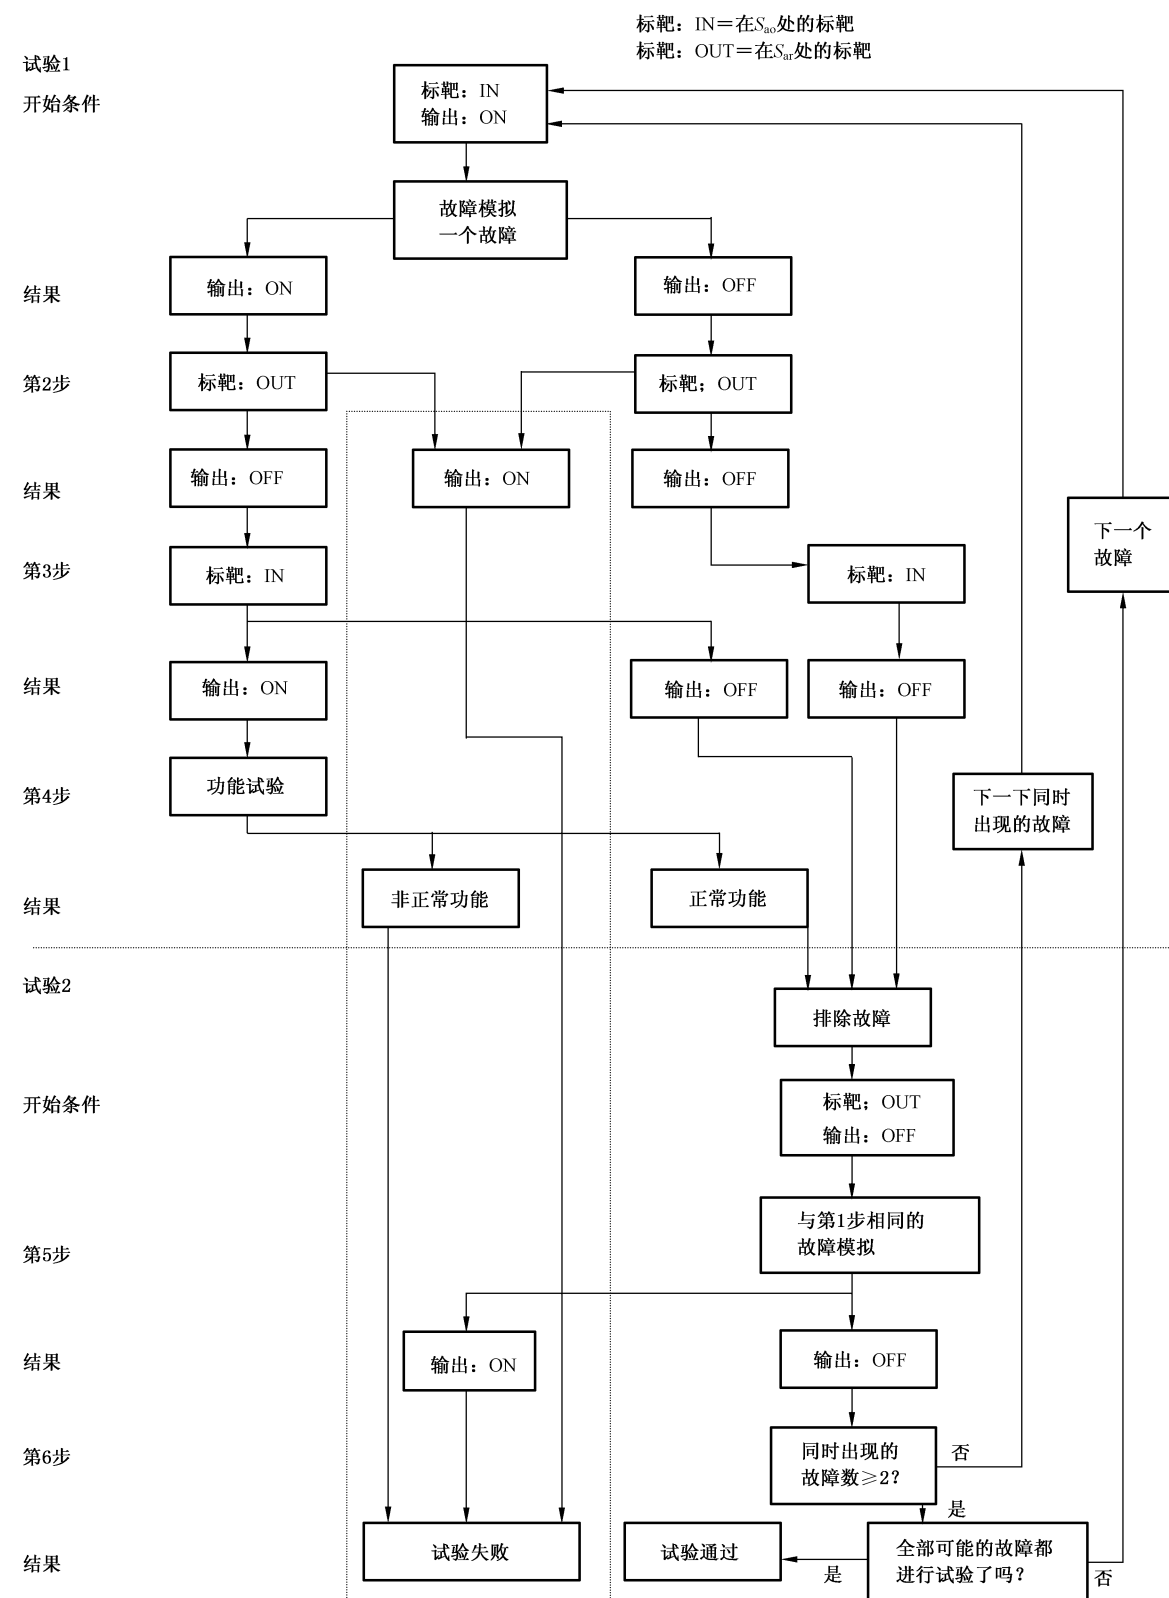 标靶：IN＝在Sao处的标靶
标靶：OUT＝在Sar处的标靶
试验1
开始条件
标靶：IN
输出：ON
故障模拟
一个故障
结果
输出：ON
输出：OFF
第2步
标靶：OUT
标靶；OUT
结果
输出：OFF
输出：ON
输出：OFF
下一个
故障
第3步
标靶：IN
标靶：IN
结果
输出：ON
输出：OFF
输出：OFF
第4步
功能试验
下一下同时
出现的故障
结果
非正常功能
正常功能
试验2
排除故障
开始条件
标靶；OUT
输出：OFF
第5步
与第1步相同的
故障模拟
结果
输出：ON
输出：OFF
第6步
同时出现的
故障数≥2？
否
是
结果
试验失败
试验通过
是
全部可能的故障都
进行试验了吗？
否